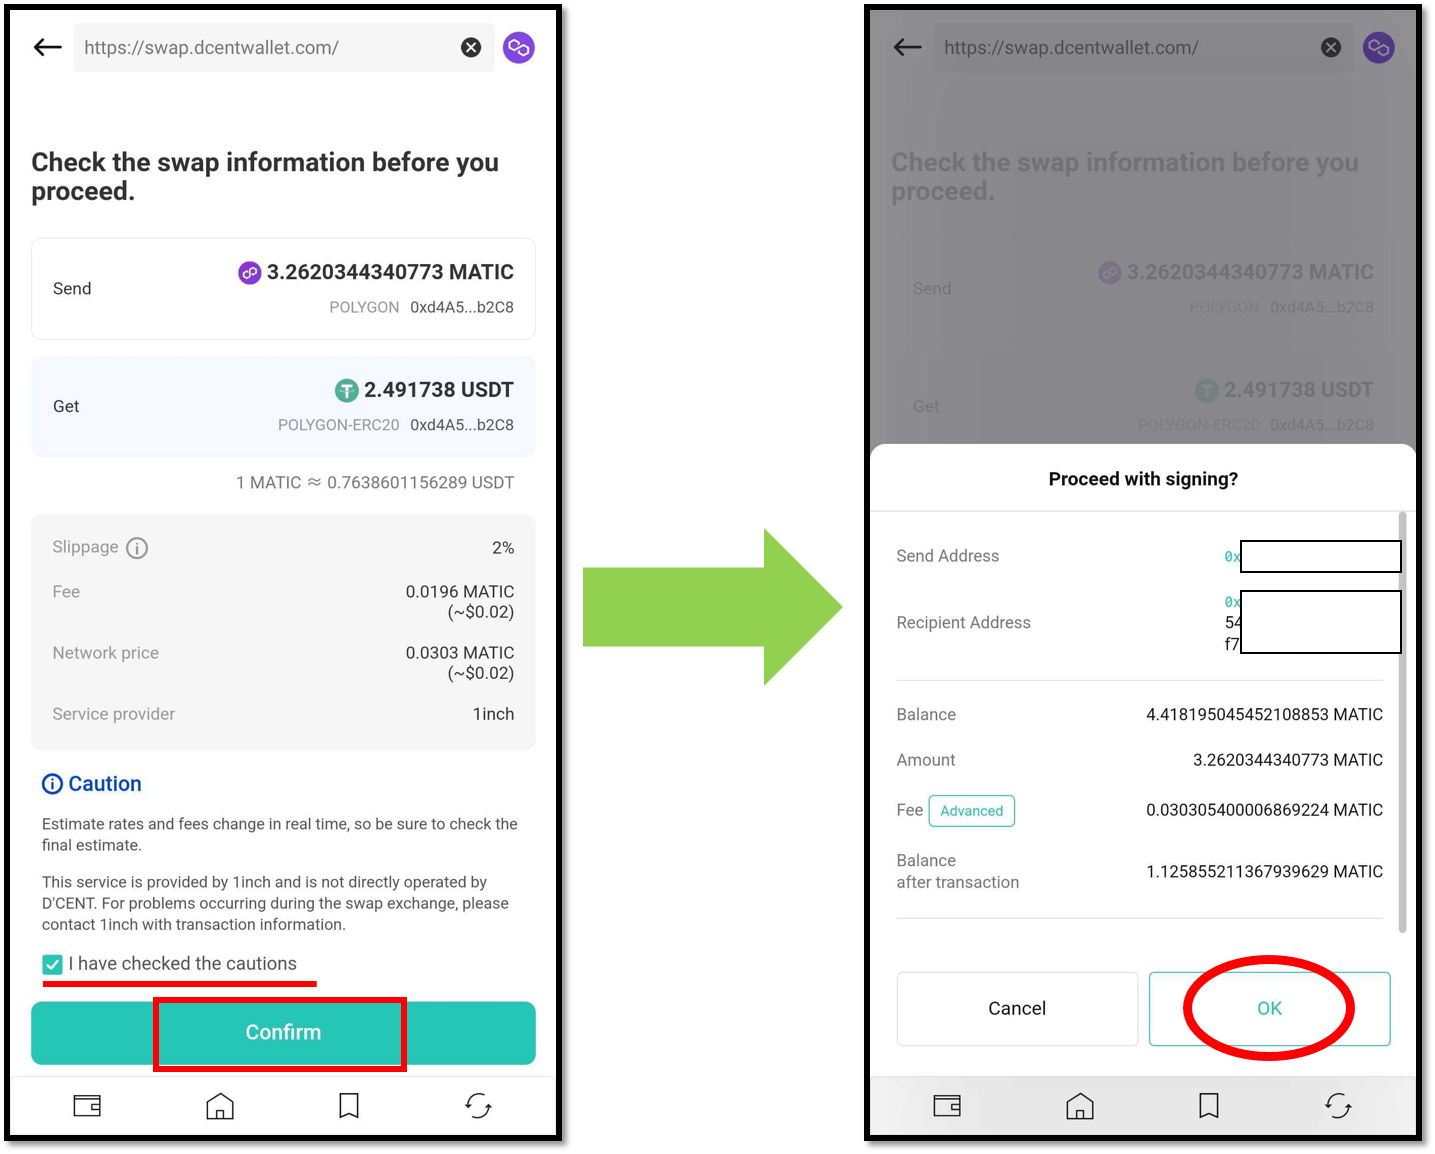 https://swap.dcentwallet.com/
Check the swap information before you
proceed.
Send
3.2620344340773 MATIC
POLYGON 0xd4A5...b2C8
Get
2.491738 USDT
POLYGON-ERC20 0xd4A5...b2C8
1 MATIC ≈ 0.7638601156289 USDT
Slippage 2%
Fee 0.0196 MATIC
(~$0.02)
Network price 0.0303 MATIC
(~$0.02)
Service provider 1inch
Caution
Estimate rates and fees change in real time, so be sure to check the
final estimate.
This service is provided by 1inch and is not directly operated by
D'CENT. For problems occurring during the swap exchange, please
contact 1inch with transaction information.
I have checked the cautions
Confirm
https://swap.dcentwallet.com/
Check the swap information before you
proceed.
Send
3.2620344340773 MATIC
POLYGON 0xd4A5...b2C8
Get
2.491738 USDT
POLYGON-ERC20 0xd4A5...b2C8
Proceed with signing?
Send Address 0x
Recipient Address
0x
54
f7
Balance 4.418195045452108853 MATIC
Amount 3.2620344340773 MATIC
Fee Advanced 0.030305400006869224 MATIC
Balance
after transaction 1.125855211367939629 MATIC
Cancel OK